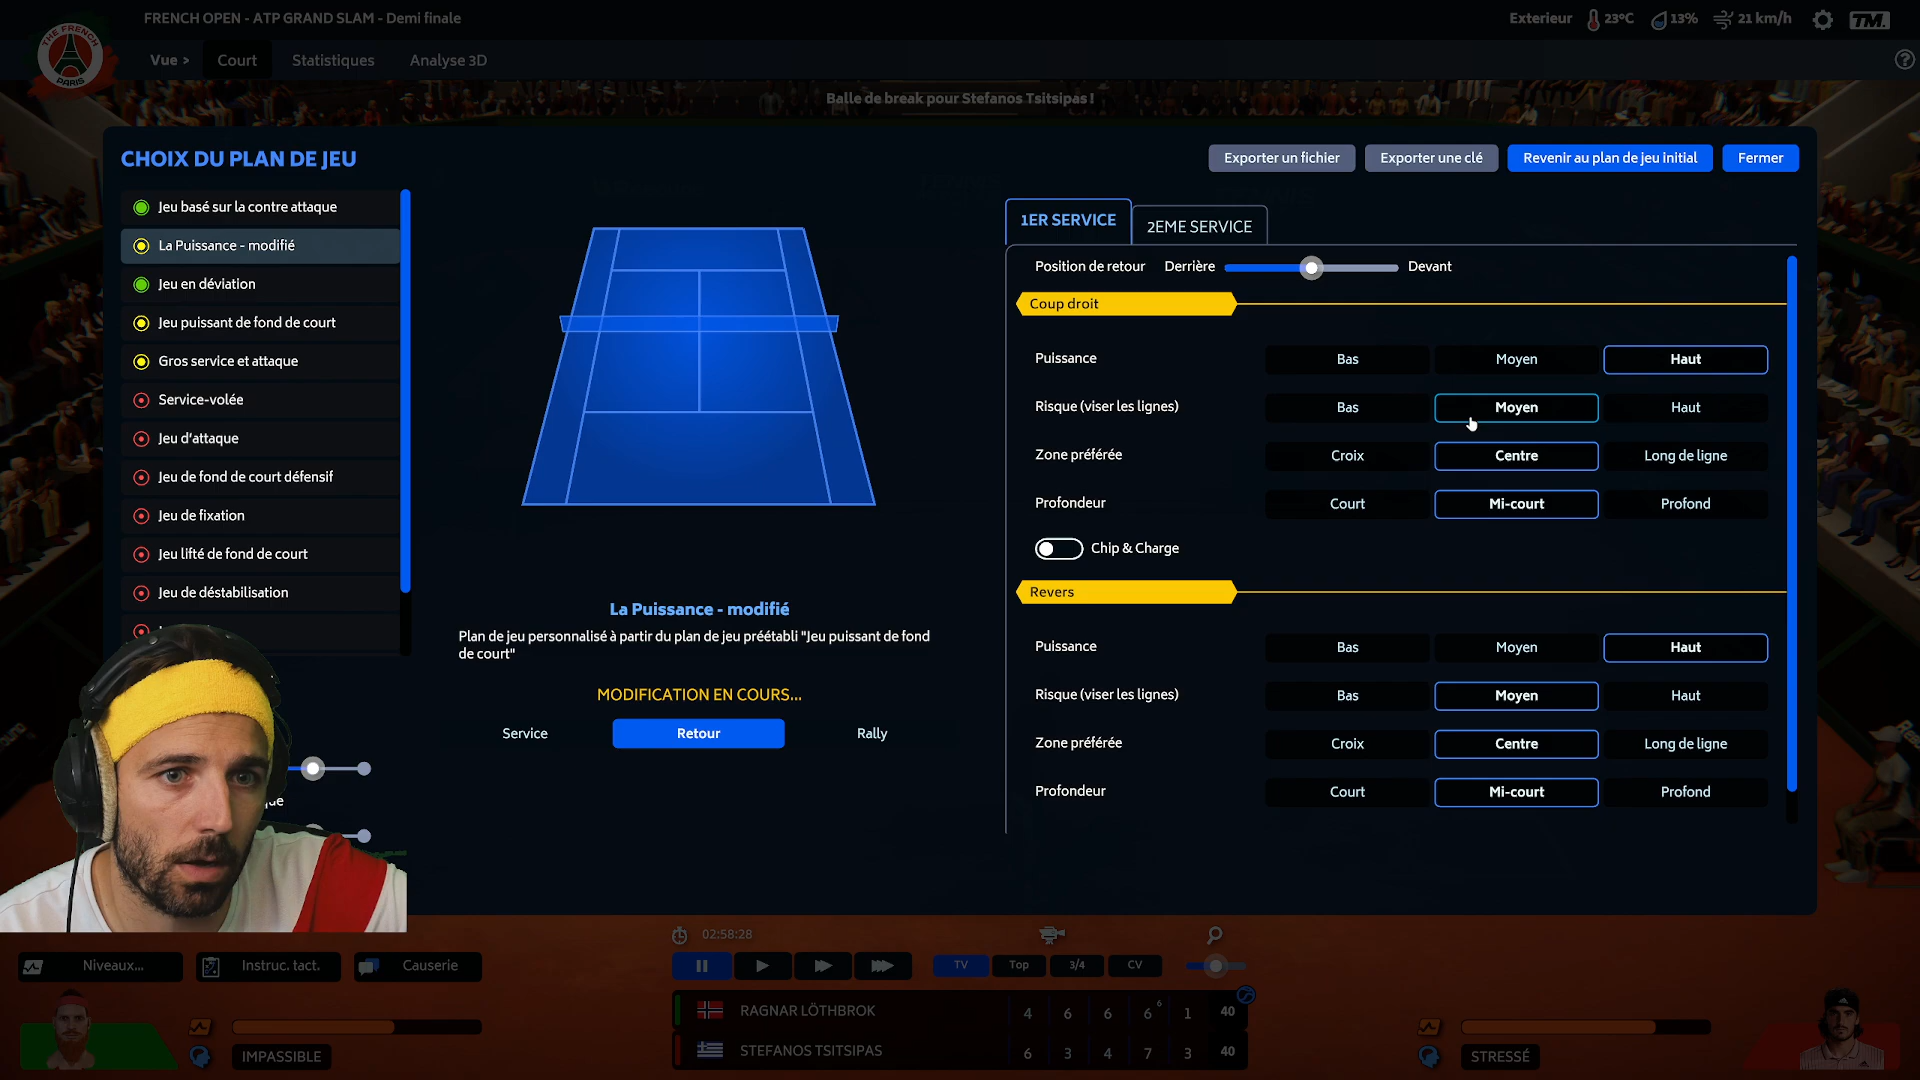 FRENCH OPEN - ATP GRAND SLAM - Demi finale
Exterieur 23°C 13% 21 km/h TM.
THE FRENCH
PARIS
Vue > Court Statistiques Analyse 3D
Balle de break pour Stefanos Tsitsipas !
CHOIX DU PLAN DE JEU
Exporter un fichier Exporter une clé Revenir au plan de jeu initial Fermer
Jeu basé sur la contre attaque
La Puissance - modifié
Jeu en déviation
Jeu puissant de fond de court
Gros service et attaque
Service-volée
Jeu d'attaque
Jeu de fond de court défensif
Jeu de fixation
Jeu lifté de fond de court
Jeu de déstabilisation
La Puissance - modifié
Plan de jeu personnalisé à partir du plan de jeu préétabli "Jeu puissant de fond
de court"
MODIFICATION EN COURS...
Service Retour Rally
1ER SERVICE 2EME SERVICE
Position de retour Derrière Devant
Coup droit
Puissance Bas Moyen Haut
Risque (viser les lignes) Bas Moyen Haut
Zone préférée Croix Centre Long de ligne
Profondeur Court Mi-court Profond
Chip & Charge
Revers
Puissance Bas Moyen Haut
Risque (viser les lignes) Bas Moyen Haut
Zone préférée Croix Centre Long de ligne
Profondeur Court Mi-court Profond
02:58:28
Niveaux... Instruc. tact. Causerie
TV Top 3/4 CV
RAGNAR LÖTHBROK 4 6 6 6 6 1 40
STEFANOS TSITSIPAS 6 3 4 7 3 40
IMPASSIBLE
STRESSÉ